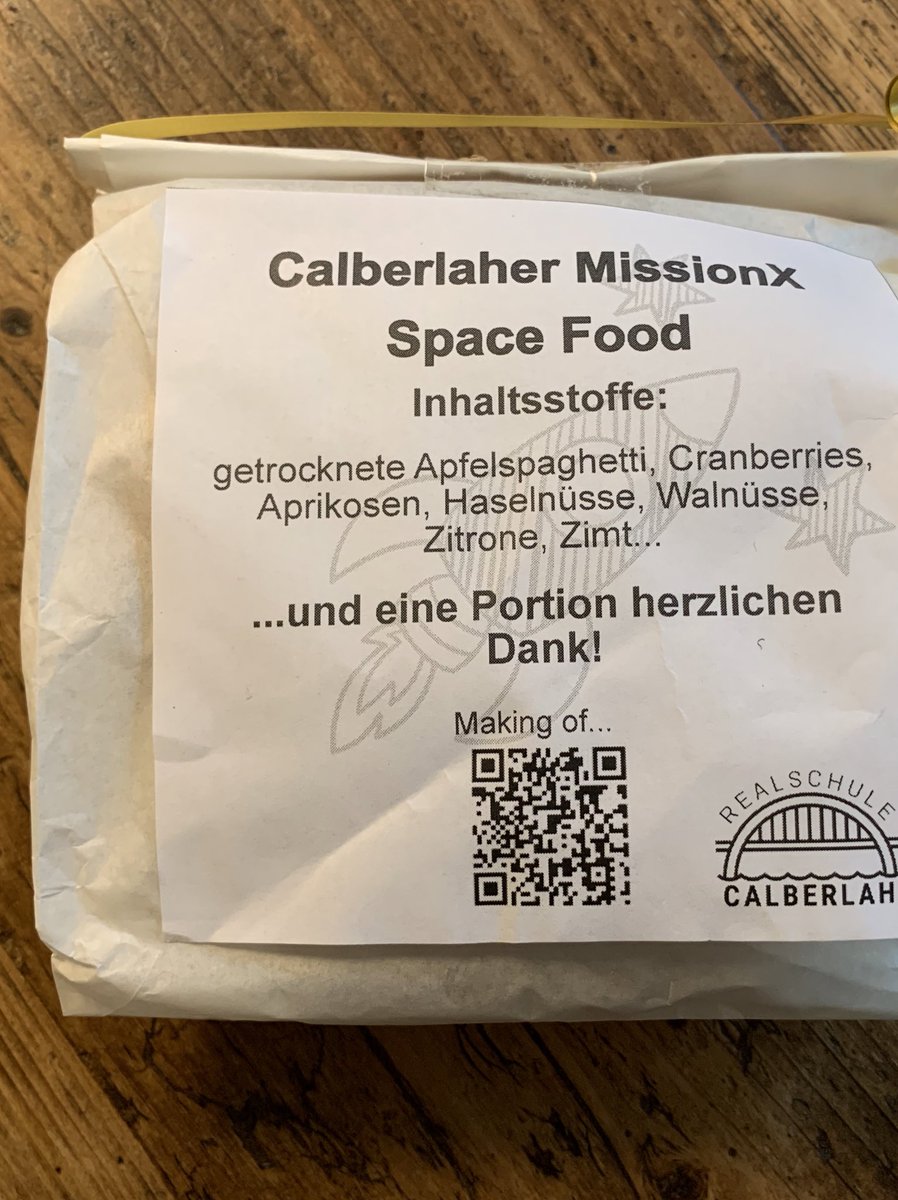 Calberlaher Missionx
Space Food
Inhaltsstoffe:
getrocknete Apfelspaghetti, Cranberries,
Aprikosen, Haselnüsse, Walnüsse,
Zitrone, Zimt...
...und eine Portion herzlichen
Dank!
Making of...
REALSCHULE
CALBERLAH